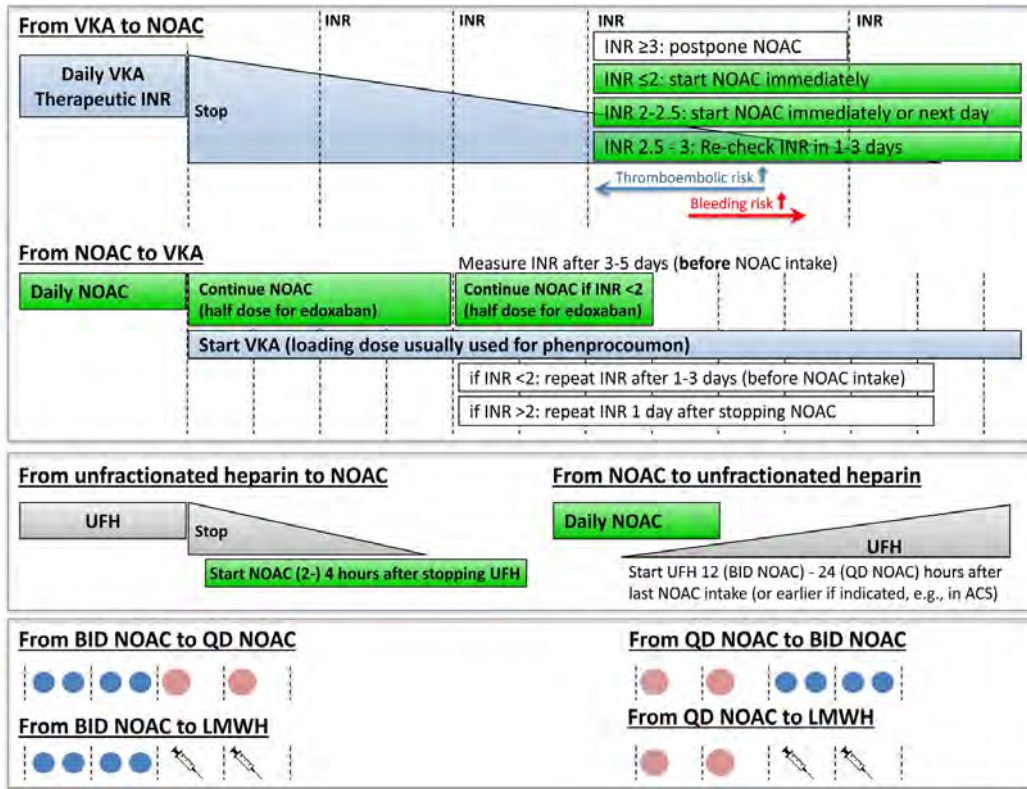 From VKA to NOAC
INR
INR
INR
INR
Daily VKA
Therapeutic INR
Stop
INR ≥3: postpone NOAC
INR ≤2: start NOAC immediately
INR 2-2.5: start NOAC immediately or next day
INR 2.5 - 3: Re-check INR in 1-3 days
Thromboembolic risk ↑
Bleeding risk ↑
From NOAC to VKA
Measure INR after 3-5 days (before NOAC intake)
Daily NOAC
Continue NOAC
(half dose for edoxaban)
Continue NOAC if INR <2
(half dose for edoxaban)
Start VKA (loading dose usually used for phenprocoumon)
if INR <2: repeat INR after 1-3 days (before NOAC intake)
if INR >2: repeat INR 1 day after stopping NOAC
From unfractionated heparin to NOAC
UFH
Stop
Start NOAC (2-) 4 hours after stopping UFH
From NOAC to unfractionated heparin
Daily NOAC
UFH
Start UFH 12 (BID NOAC) - 24 (QD NOAC) hours after
last NOAC intake (or earlier if indicated, e.g., in ACS)
From BID NOAC to QD NOAC
From QD NOAC to BID NOAC
From BID NOAC to LMWH
From QD NOAC to LMWH